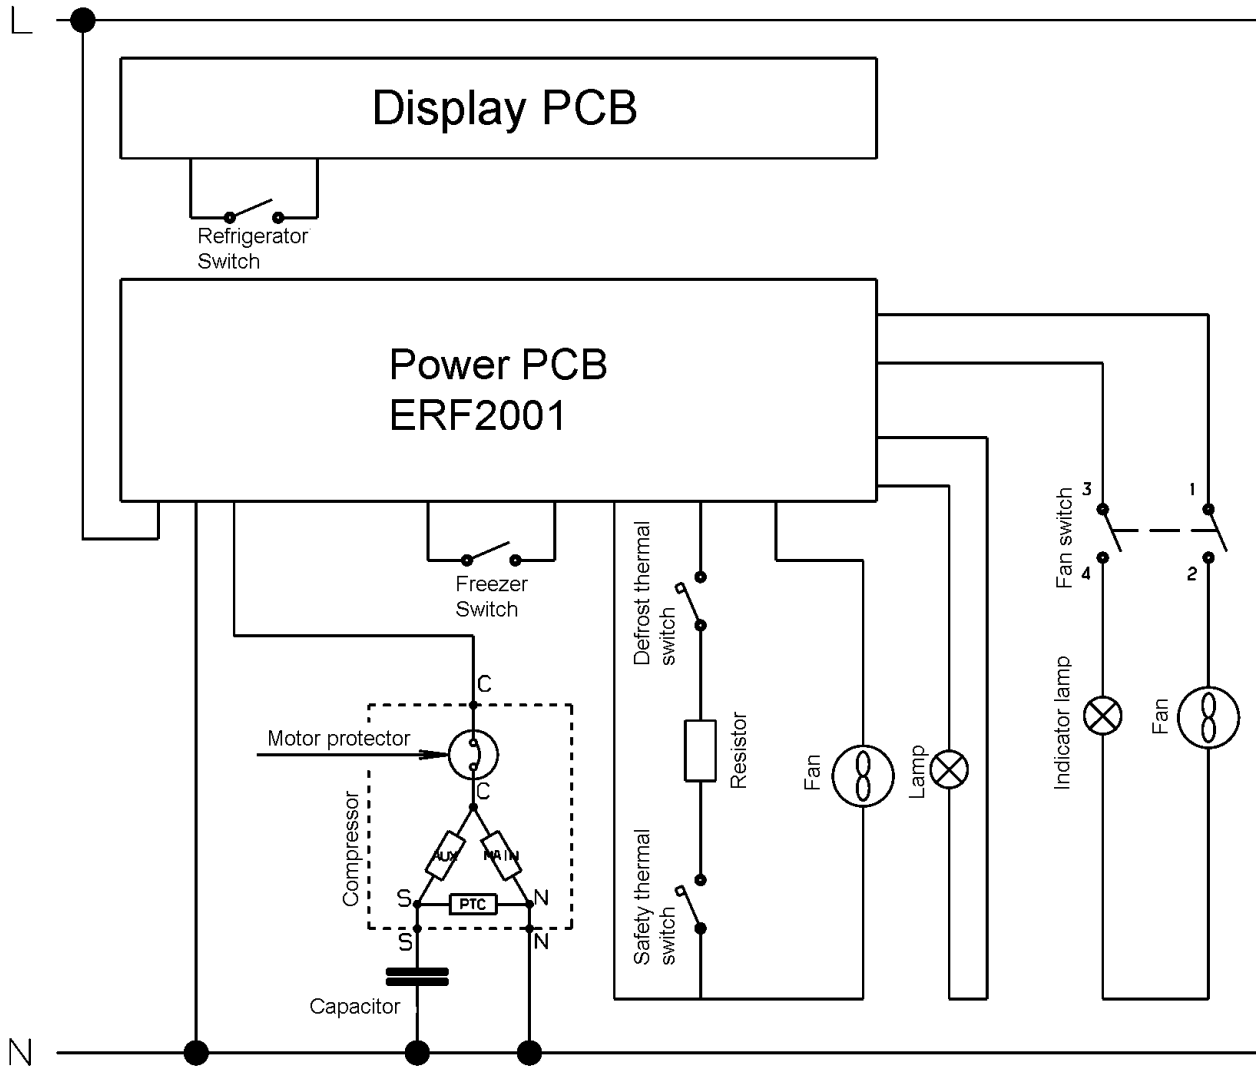 L
Display PCB
Refrigerator
Switch
Power PCB
ERF2001
Freezer
Switch
Defrost thermal
switch
Resistor
Safety thermal
switch
Fan
Lamp
3
1
Fan switch
4
2
Indicator lamp
Fan
C
Motor protector
C
Compressor
AUX
MAIN
S
PTC
N
S
N
Capacitor
N